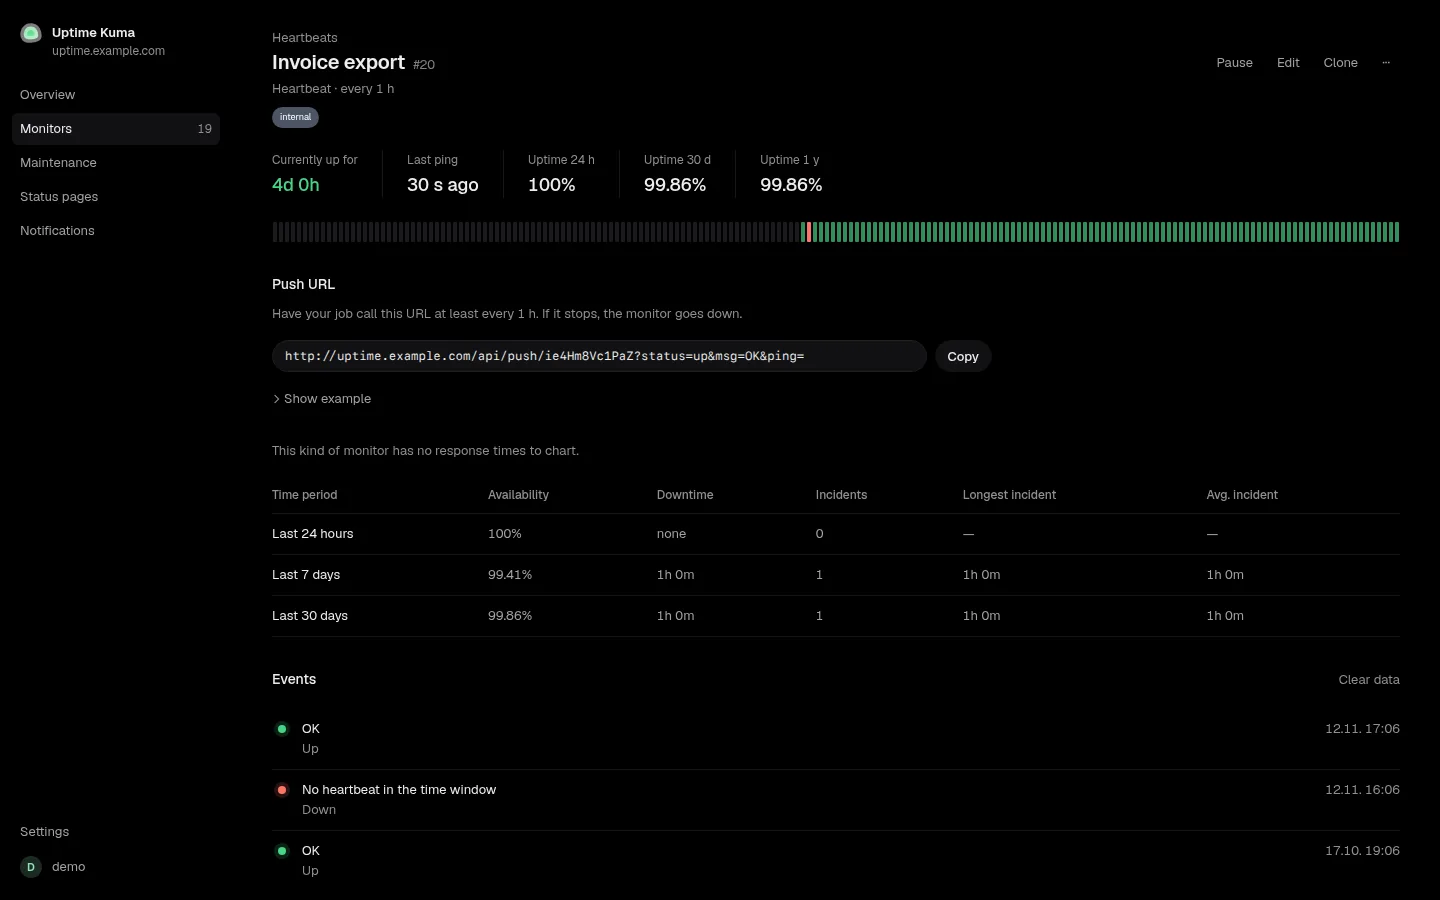 Uptime Kuma
uptime.example.com
Overview
Monitors 19
Maintenance
Status pages
Notifications
Settings
D demo
Heartbeats
Invoice export #20
Heartbeat · every 1 h
internal
Pause Edit Clone ···
Currently up for Last ping Uptime 24 h Uptime 30 d Uptime 1 y
4d 0h 30 s ago 100% 99.86% 99.86%
Push URL
Have your job call this URL at least every 1 h. If it stops, the monitor goes down.
http://uptime.example.com/api/push/ie4Hm8Vc1PaZ?status=up&msg=OK&ping= Copy
Show example
This kind of monitor has no response times to chart.
Time period Availability Downtime Incidents Longest incident Avg. incident
Last 24 hours 100% none 0 — —
Last 7 days 99.41% 1h 0m 1 1h 0m 1h 0m
Last 30 days 99.86% 1h 0m 1 1h 0m 1h 0m
Events Clear data
OK 12.11. 17:06
Up
No heartbeat in the time window 12.11. 16:06
Down
OK 17.10. 19:06
Up